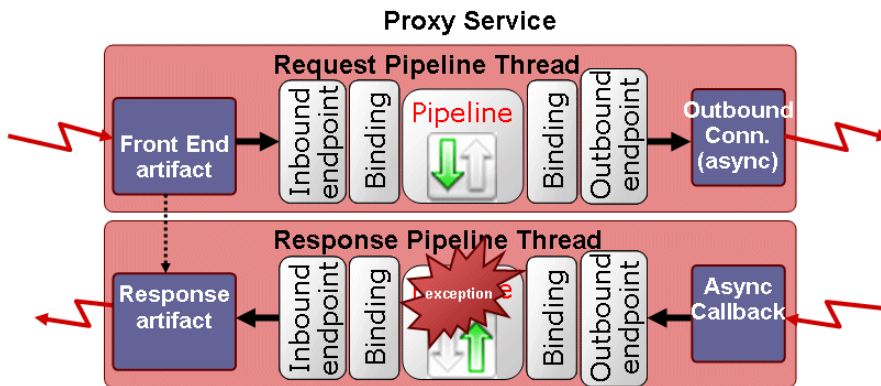 Proxy Service
Request Pipeline Thread
Front End
artifact
Inbound
endpoint
Binding
Pipeline
Binding
Outbound
endpoint
Outbound
Conn.
(async)
Response Pipeline Thread
Response
artifact
Inbound
endpoint
Binding
exception
Binding
Outbound
endpoint
Async
Callback